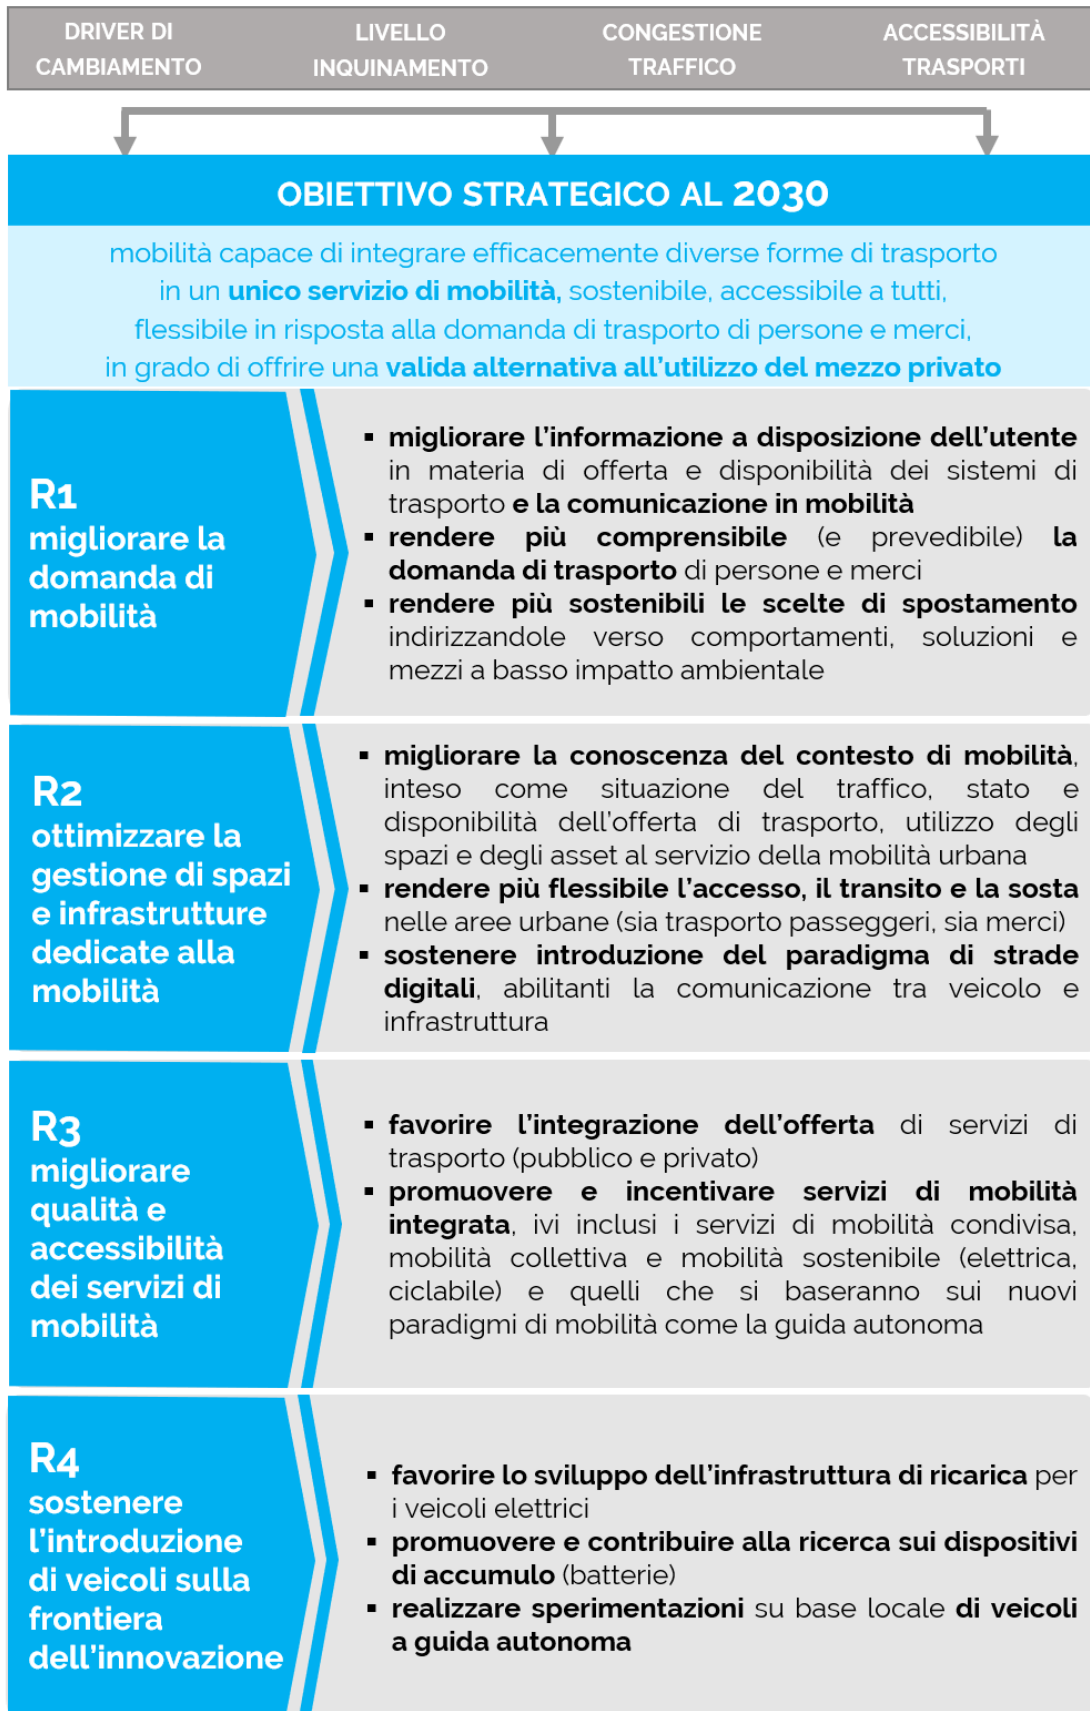 DRIVER DI
CAMBIAMENTO
LIVELLO
INQUINAMENTO
CONGESTIONE
TRAFFICO
ACCESSIBILITÀ
TRASPORTI
OBIETTIVO STRATEGICO AL 2030
mobilità capace di integrare efficacemente diverse forme di trasporto
in un unico servizio di mobilità, sostenibile, accessibile a tutti,
flessibile in risposta alla domanda di trasporto di persone e merci,
in grado di offrire una valida alternativa all'utilizzo del mezzo privato
R1
migliorare la
domanda di
mobilità
▪ migliorare l'informazione a disposizione dell'utente
in materia di offerta e disponibilità dei sistemi di
trasporto e la comunicazione in mobilità
▪ rendere più comprensibile (e prevedibile) la
domanda di trasporto di persone e merci
▪ rendere più sostenibili le scelte di spostamento
indirizzandole verso comportamenti, soluzioni e
mezzi a basso impatto ambientale
R2
ottimizzare la
gestione di spazi
e infrastrutture
dedicate alla
mobilità
▪ migliorare la conoscenza del contesto di mobilità,
inteso come situazione del traffico, stato e
disponibilità dell'offerta di trasporto, utilizzo degli
spazi e degli asset al servizio della mobilità urbana
▪ rendere più flessibile l'accesso, il transito e la sosta
nelle aree urbane (sia trasporto passeggeri, sia merci)
▪ sostenere introduzione del paradigma di strade
digitali, abilitanti la comunicazione tra veicolo e
infrastruttura
R3
migliorare
qualità e
accessibilità
dei servizi di
mobilità
▪ favorire l'integrazione dell'offerta di servizi di
trasporto (pubblico e privato)
▪ promuovere e incentivare servizi di mobilità
integrata, ivi inclusi i servizi di mobilità condivisa,
mobilità collettiva e mobilità sostenibile (elettrica,
ciclabile) e quelli che si baseranno sui nuovi
paradigmi di mobilità come la guida autonoma
R4
sostenere
l'introduzione
di veicoli sulla
frontiera
dell'innovazione
▪ favorire lo sviluppo dell'infrastruttura di ricarica per
i veicoli elettrici
▪ promuovere e contribuire alla ricerca sui dispositivi
di accumulo (batterie)
▪ realizzare sperimentazioni su base locale di veicoli
a guida autonoma